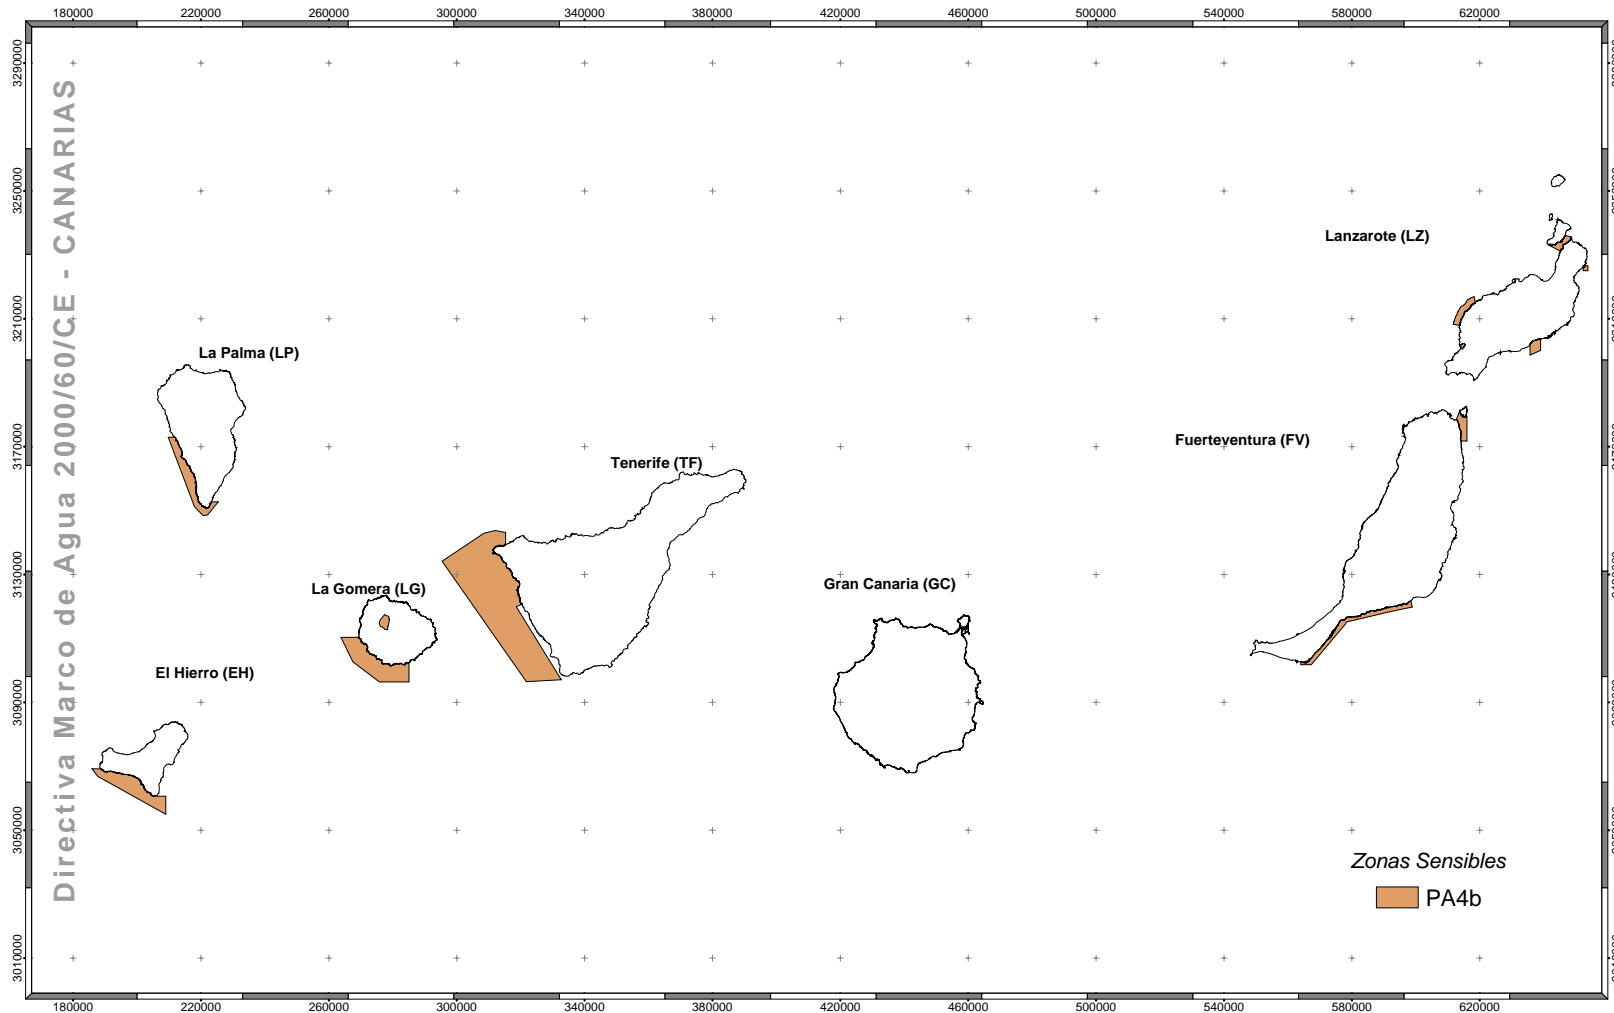 180000 220000 260000 300000 340000 380000 420000 460000 500000 540000 580000 620000
3290000
3250000
3210000
3170000
3130000
3090000
3050000
3010000
Directiva Marco de Agua 2000/60/CE - CANARIAS
Lanzarote (LZ)
La Palma (LP)
Fuerteventura (FV)
Tenerife (TF)
Gran Canaria (GC)
La Gomera (LG)
El Hierro (EH)
Zonas Sensibles
PA4b
180000 220000 260000 300000 340000 380000 420000 460000 500000 540000 580000 620000